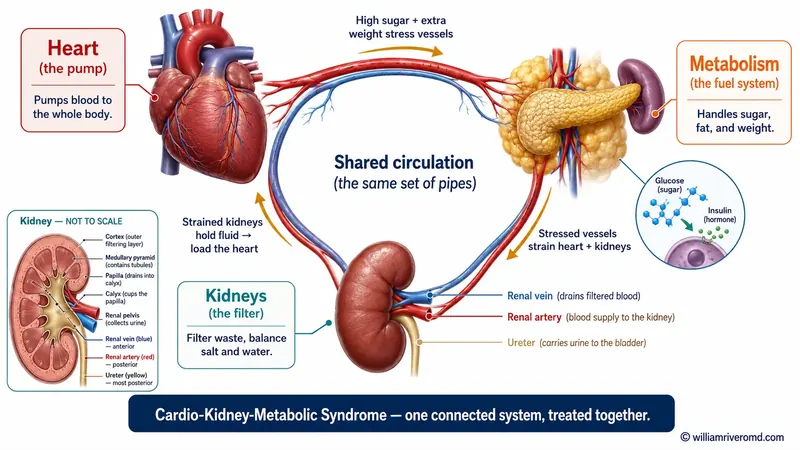 Heart
(the pump)
Pumps blood to
the whole body.
High sugar + extra
weight stress vessels
Metabolism
(the fuel system)
Handles sugar,
fat, and weight.
Shared circulation
(the same set of pipes)
Glucose
(sugar)
Insulin
(hormone)
Strained kidneys
hold fluid →
load the heart
Stressed vessels
strain heart + kidneys
Kidney — NOT TO SCALE
Cortex (outer
filtering layer)
Medullary pyramid
(contains tubules)
Papilla (drains into
calyx)
Calyx (cups the
papilla)
Renal pelvis
(collects urine)
Renal vein (blue) —
anterior
Renal artery (red)
— posterior
Ureter (yellow) —
most posterior
Kidneys
(the filter)
Filter waste, balance
salt and water.
Renal vein (drains filtered blood)
Renal artery (blood supply to the kidney)
Ureter (carries urine to the bladder)
Cardio-Kidney-Metabolic Syndrome — one connected system, treated together.
© williamriveromd.com